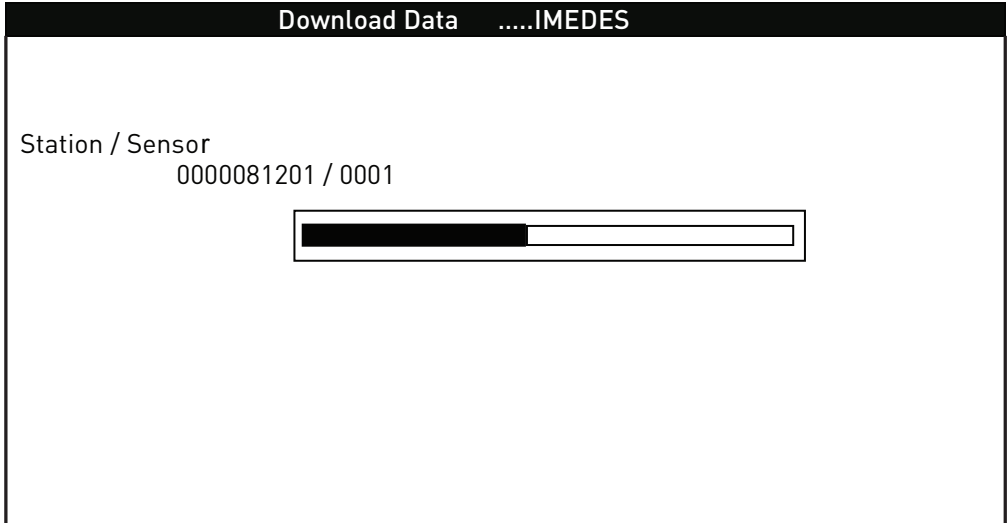 Download Data .....IMEDES
Station / Sensor
0000081201 / 0001